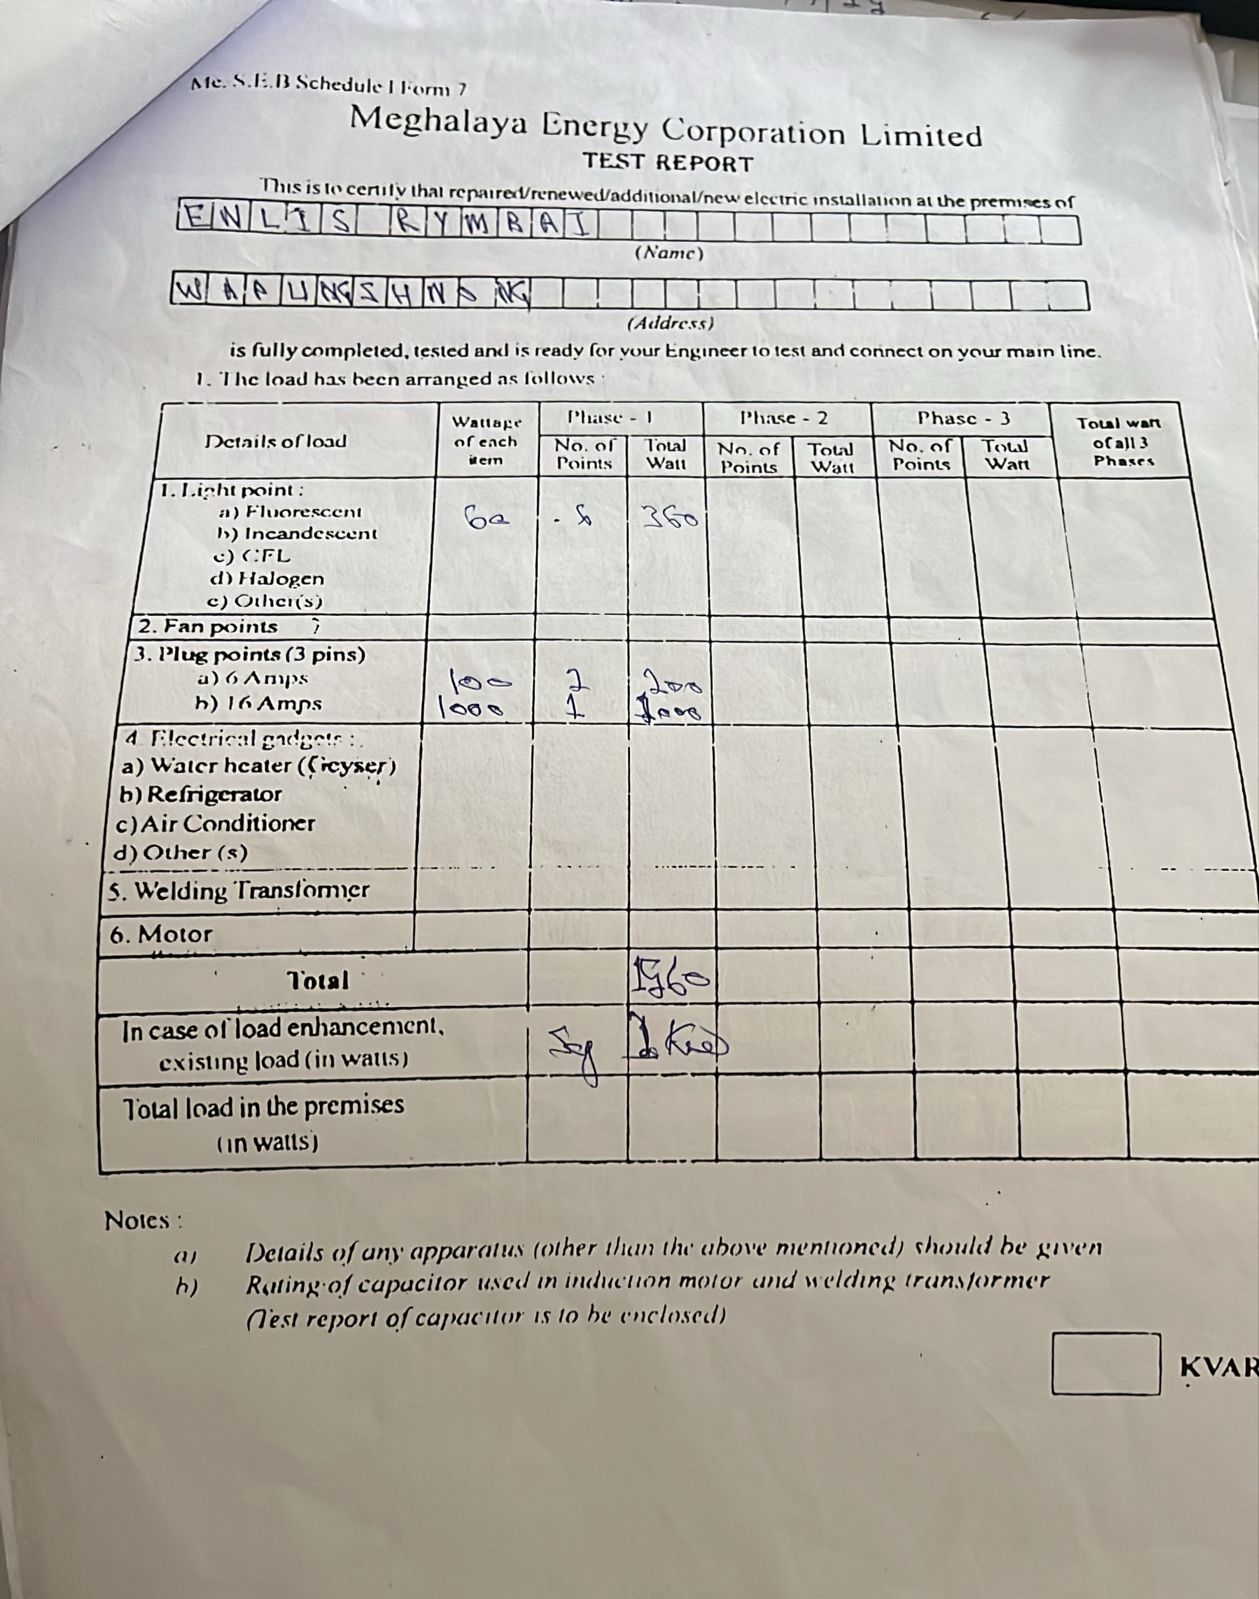 Me. S.E.B Schedule I Form 7
Meghalaya Energy Corporation Limited
TEST REPORT
This is to certify that repaired/renewed/additional/new electric installation at the premises of
ENLIS RYMBAI
(Name)
WAPUNGSHNONG
(Address)
is fully completed, tested and is ready for your Engineer to test and connect on your main line.
1. The load has been arranged as follows :
Details of load Wattage of each item Phase - 1 Phase - 2 Phase - 3 Total watt of all 3 Phases
No. of Points Total Watt No. of Points Total Watt No. of Points Total Watt
1. Light point :
a) Fluorescent 60 6 360
b) Incandescent
c) CFL
d) Halogen
e) Other(s)
2. Fan points
3. Plug points (3 pins)
a) 6 Amps 100 2 200
b) 16 Amps 1000 1 1000
4. Electrical gadgets :
a) Water heater (Geyser)
b) Refrigerator
c) Air Conditioner
d) Other (s)
5. Welding Transformer
6. Motor
Total 1560
In case of load enhancement,
existing load (in watts)
Total load in the premises
(in watts)
Notes :
a) Details of any apparatus (other than the above mentioned) should be given
b) Rating of capacitor used in induction motor and welding transformer
(Test report of capacitor is to be enclosed)
KVAR